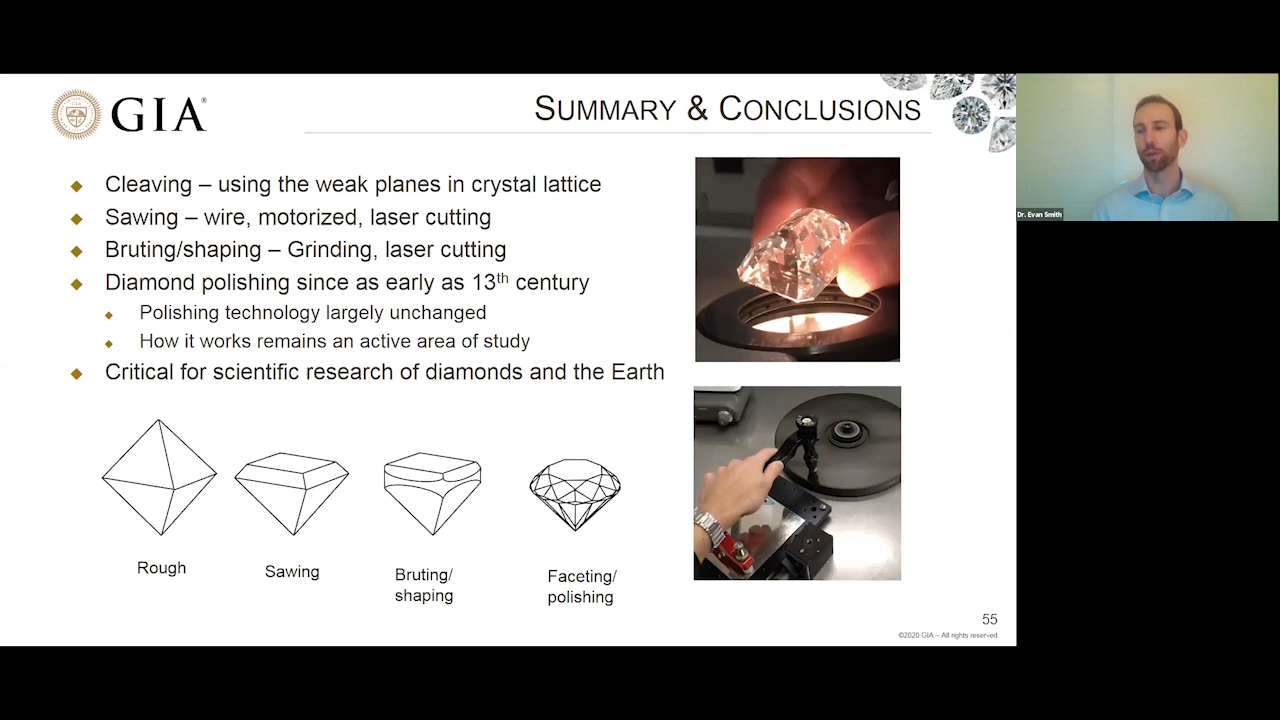 GIA®
SUMMARY & CONCLUSIONS
Cleaving – using the weak planes in crystal lattice
Sawing – wire, motorized, laser cutting
Bruting/shaping – Grinding, laser cutting
Diamond polishing since as early as 13th century
Polishing technology largely unchanged
How it works remains an active area of study
Critical for scientific research of diamonds and the Earth
Rough
Sawing
Bruting/
shaping
Faceting/
polishing
55
©2020 GIA – All rights reserved.
Dr. Evan Smith